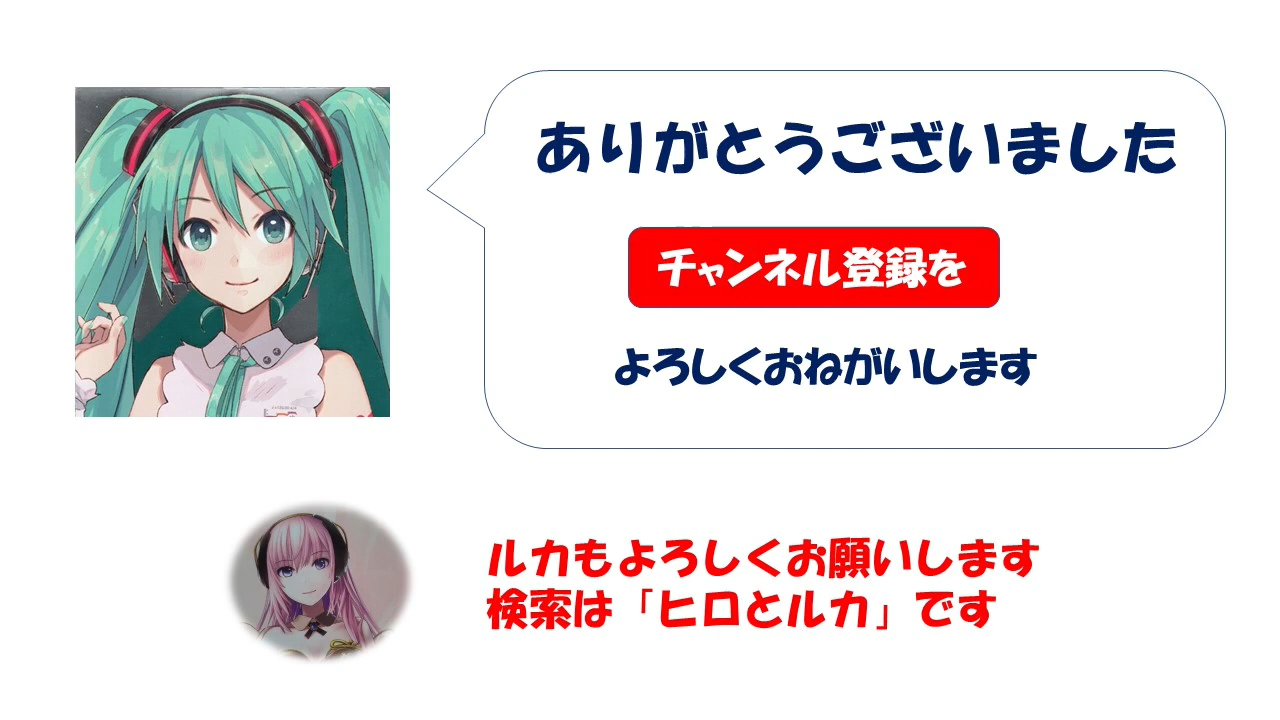 ありがとうございました
チャンネル登録を
よろしくおねがいします
ルカもよろしくお願いします
検索は「ヒロとルカ」です